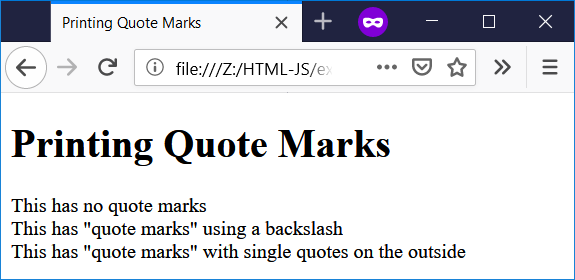 Printing Quote Marks
file:///Z:/HTML-JS/ex
Printing Quote Marks
This has no quote marks
This has "quote marks" using a backslash
This has "quote marks" with single quotes on the outside